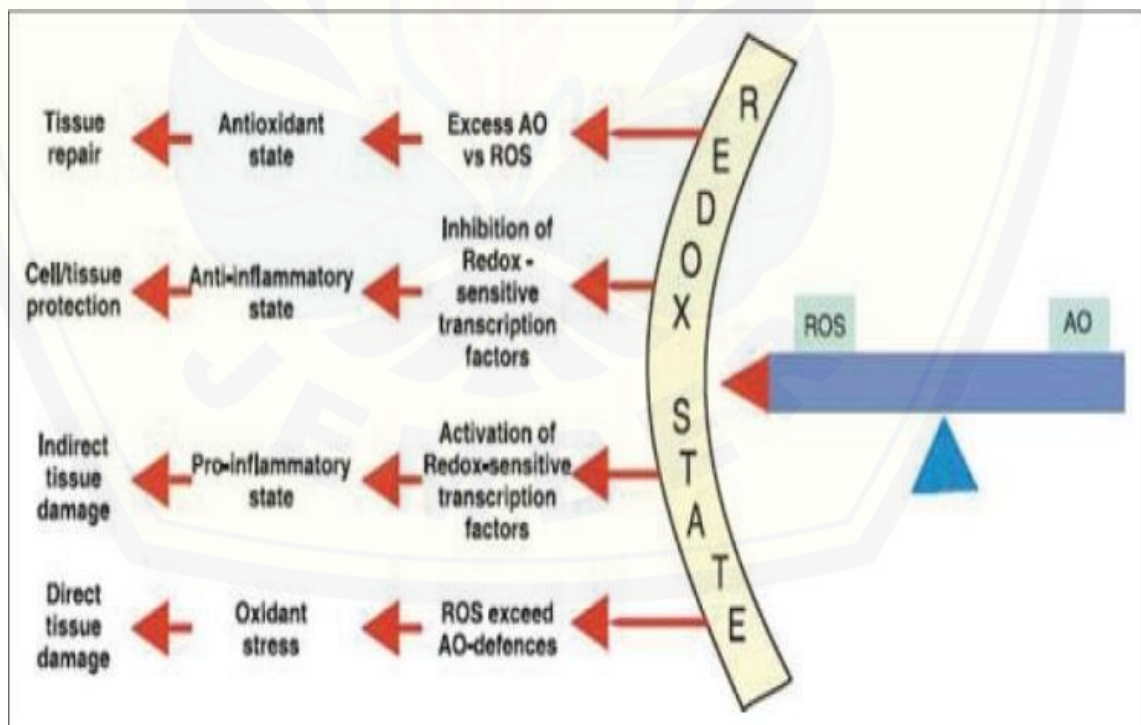 Tissue
repair
Antioxidant
state
Excess AO
vs ROS
Cell/tissue
protection
Anti-inflammatory
state
Inhibition of
Redox -
sensitive
transcription
factors
Indirect
tissue
damage
Pro-inflammatory
state
Activation of
Redox-sensitive
transcription
factors
Direct
tissue
damage
Oxidant
stress
ROS exceed
AO-defences
REDOX STATE
ROS
AO